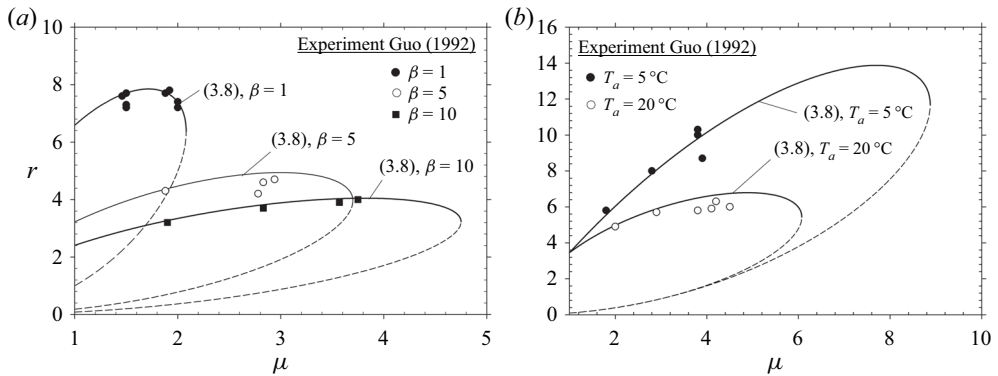 (a)
10
8
6
4
2
0
r
1
2
3
4
5
μ
Experiment Guo (1992)
β = 1
β = 5
β = 10
(3.8), β = 1
(3.8), β = 5
(3.8), β = 10
(b)
16
14
12
10
8
6
4
2
0
2
4
6
8
10
μ
Experiment Guo (1992)
Ta = 5 °C
Ta = 20 °C
(3.8), Ta = 5 °C
(3.8), Ta = 20 °C